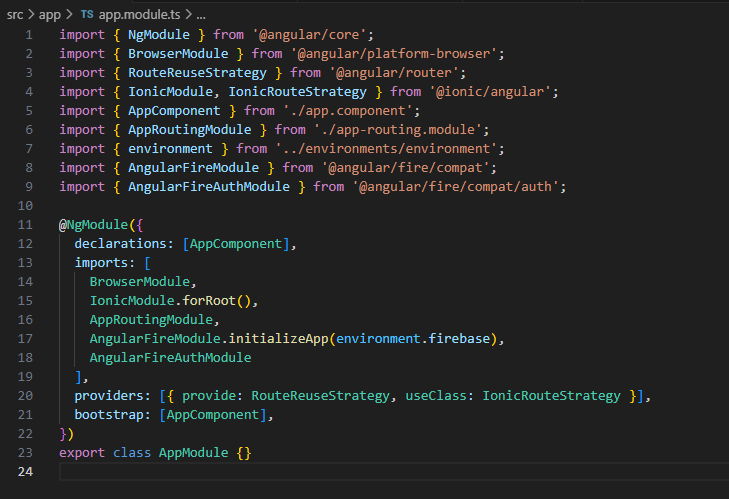 src > app > TS app.module.ts > ...
1 import { NgModule } from '@angular/core';
2 import { BrowserModule } from '@angular/platform-browser';
3 import { RouteReuseStrategy } from '@angular/router';
4 import { IonicModule, IonicRouteStrategy } from '@ionic/angular';
5 import { AppComponent } from './app.component';
6 import { AppRoutingModule } from './app-routing.module';
7 import { environment } from '../environments/environment';
8 import { AngularFireModule } from '@angular/fire/compat';
9 import { AngularFireAuthModule } from '@angular/fire/compat/auth';
10
11 @NgModule({
12   declarations: [AppComponent],
13   imports: [
14     BrowserModule,
15     IonicModule.forRoot(),
16     AppRoutingModule,
17     AngularFireModule.initializeApp(environment.firebase),
18     AngularFireAuthModule
19   ],
20   providers: [{ provide: RouteReuseStrategy, useClass: IonicRouteStrategy }],
21   bootstrap: [AppComponent],
22 })
23 export class AppModule {}
24